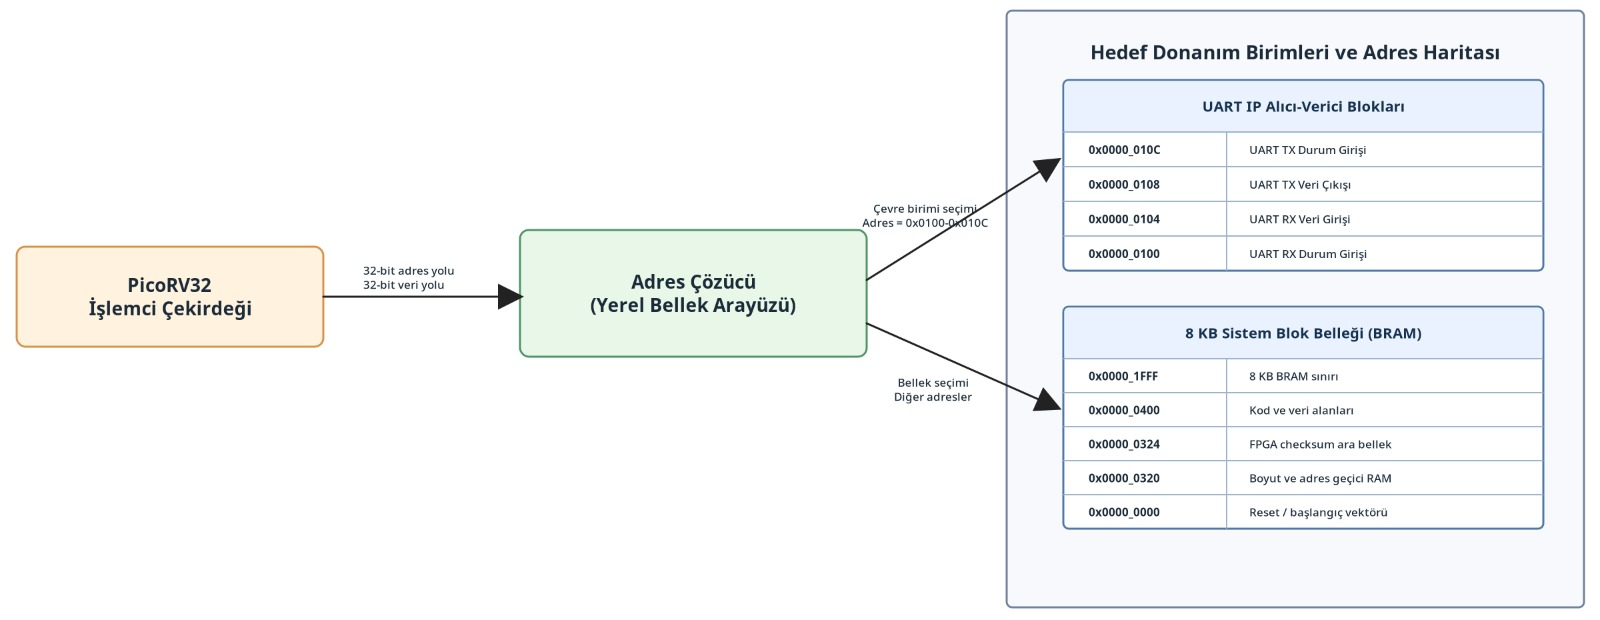 PicoRV32
İşlemci Çekirdeği
32-bit adres yolu
32-bit veri yolu
Adres Çözücü
(Yerel Bellek Arayüzü)
Çevre birimi seçimi
Adres = 0x0100-0x010C
Bellek seçimi
Diğer adresler
Hedef Donanım Birimleri ve Adres Haritası
UART IP Alıcı-Verici Blokları
0x0000_010C UART TX Durum Girişi
0x0000_0108 UART TX Veri Çıkışı
0x0000_0104 UART RX Veri Girişi
0x0000_0100 UART RX Durum Girişi
8 KB Sistem Blok Belleği (BRAM)
0x0000_1FFF 8 KB BRAM sınırı
0x0000_0400 Kod ve veri alanları
0x0000_0324 FPGA checksum ara bellek
0x0000_0320 Boyut ve adres geçici RAM
0x0000_0000 Reset / başlangıç vektörü